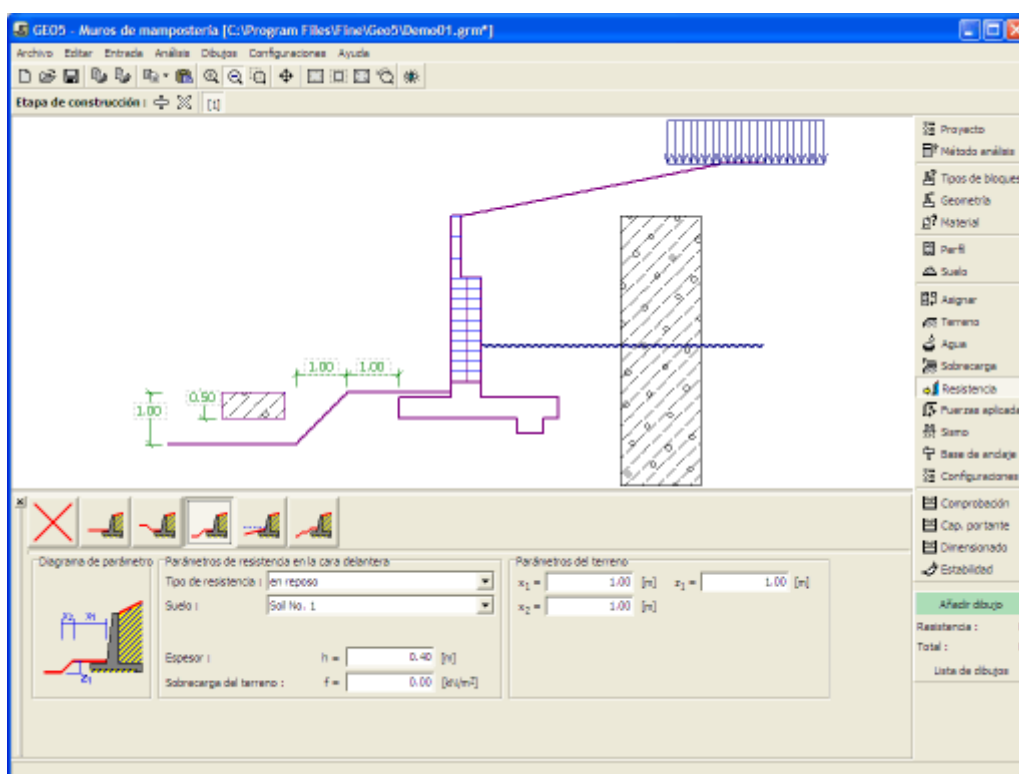 GEO5 - Muros de mampostería [C:\Program Files\Fine\Geo5\Demo01.grm*]
Archivo Editar Entrada Análisis Dibujos Configuraciones Ayuda
Etapa de construcción : [1]
1.00 1.00
0.50
1.00
Proyecto
Método análisis
Tipos de bloques
Geometría
Material
Perfil
Suelo
Asignar
Terreno
Agua
Sobrecarga
Resistencia
Fuerzas aplicada
Sismo
Base de anclaje
Configuraciones
Comprobación
Cap. portante
Dimensionado
Estabilidad
Añadir dibujo
Resistencia :
Total :
Lista de dibujos
Diagrama de parámetro
x2 x1
z1
Parámetros de resistencia en la cara delantera
Tipo de resistencia : en reposo
Suelo : Soil No. 1
Espesor : h = 0.40 [m]
Sobrecarga del terreno : f = 0.00 [kN/m²]
Parámetros del terreno
x1 = 1.00 [m] z1 = 1.00 [m]
x2 = 1.00 [m]